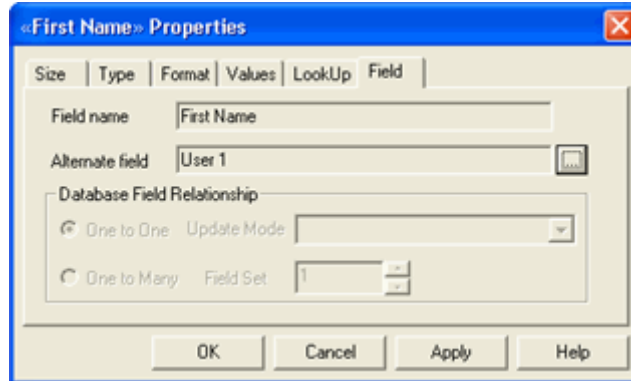 «First Name» Properties
Size Type Format Values LookUp Field
Field name First Name
Alternate field User 1 ...
Database Field Relationship
One to One Update Mode
One to Many Field Set 1
OK Cancel Apply Help